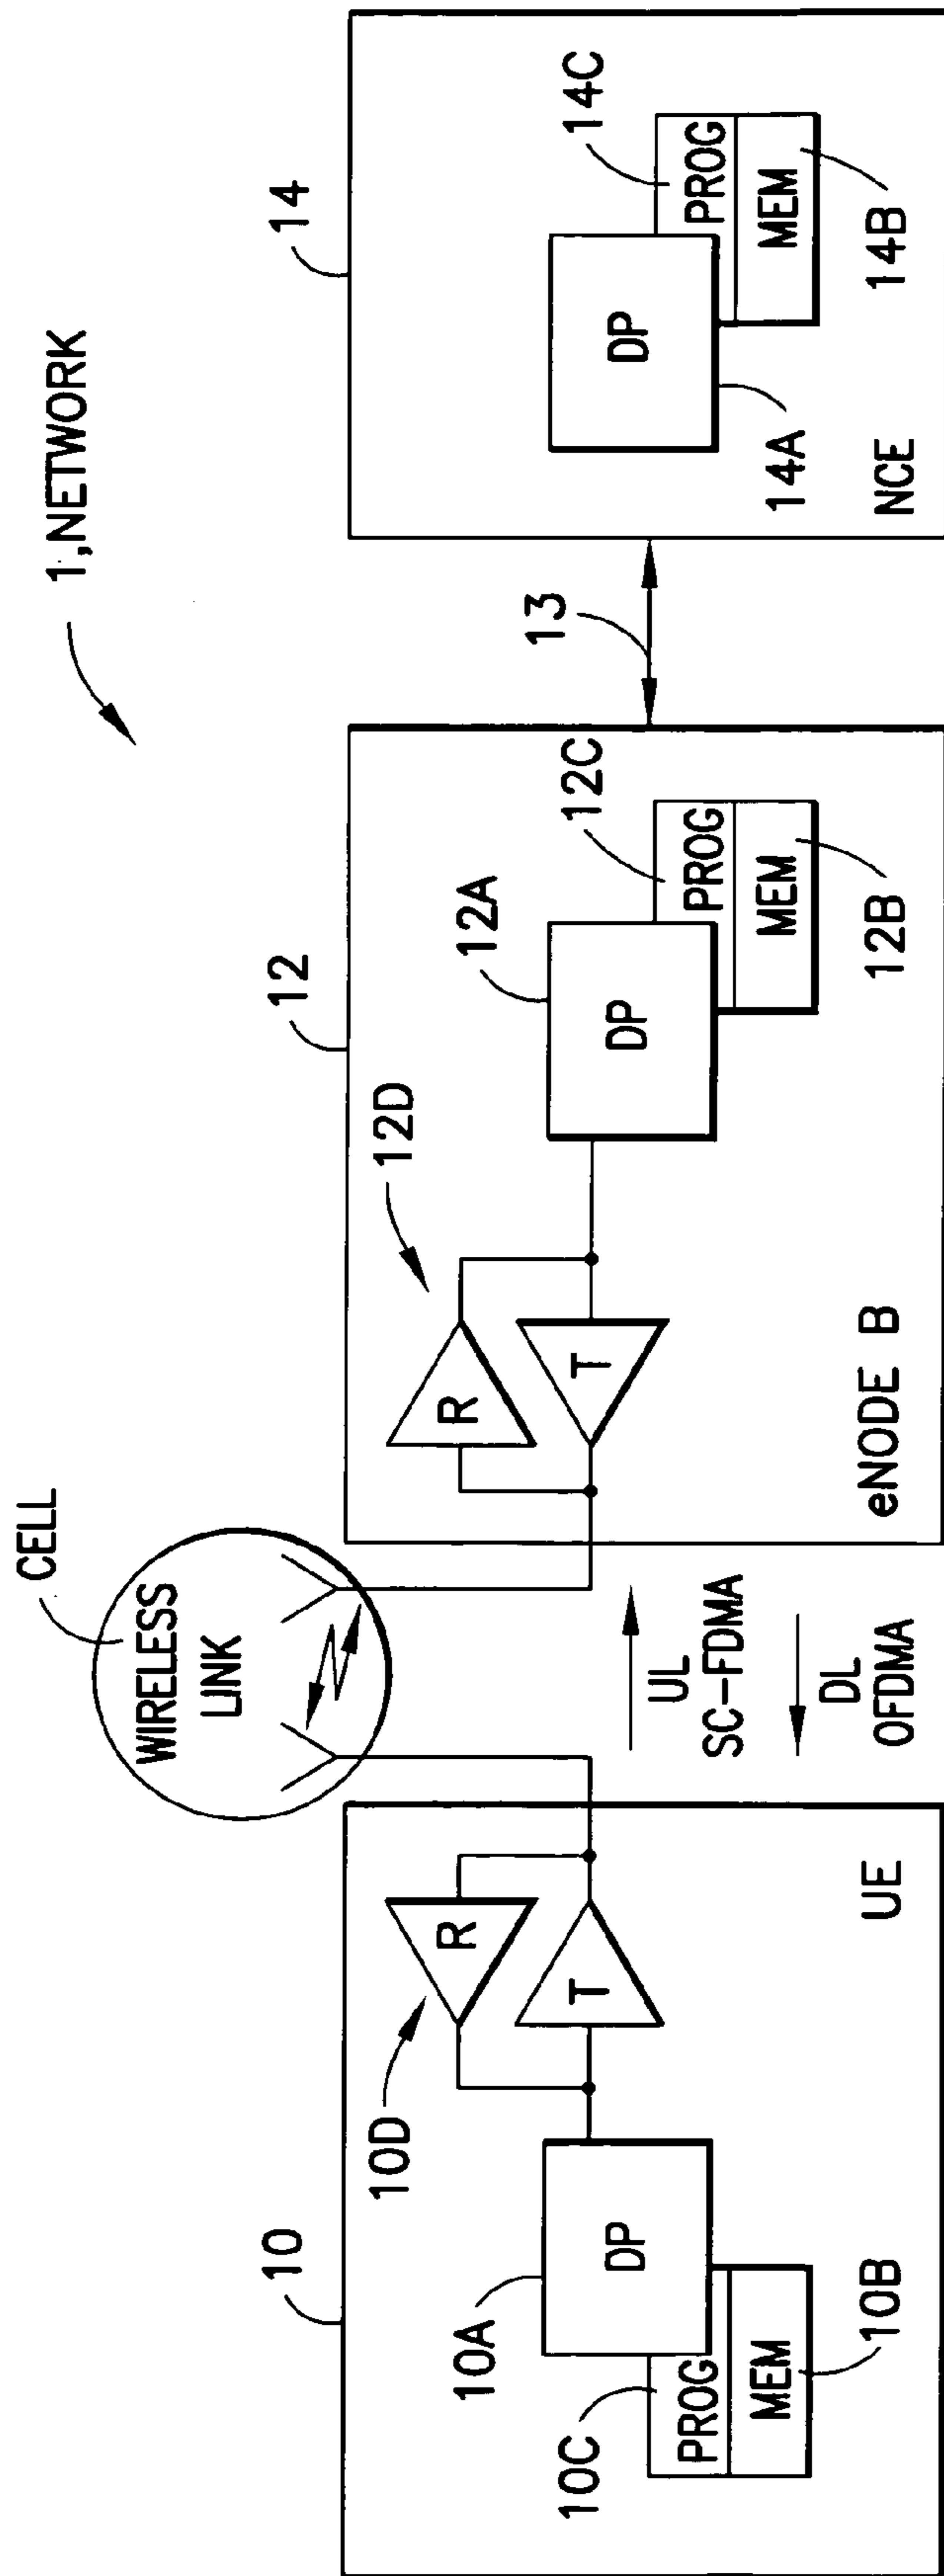 1,NETWORK
CELL
WIRELESS
LINK
10
10A
10B
10C
10D
DP
PROG
MEM
R
T
UE
UL
SC-FDMA
DL
OFDMA
12
12A
12B
12C
12D
R
T
DP
PROG
MEM
eNODE B
13
14
14A
14B
14C
DP
PROG
MEM
NCE